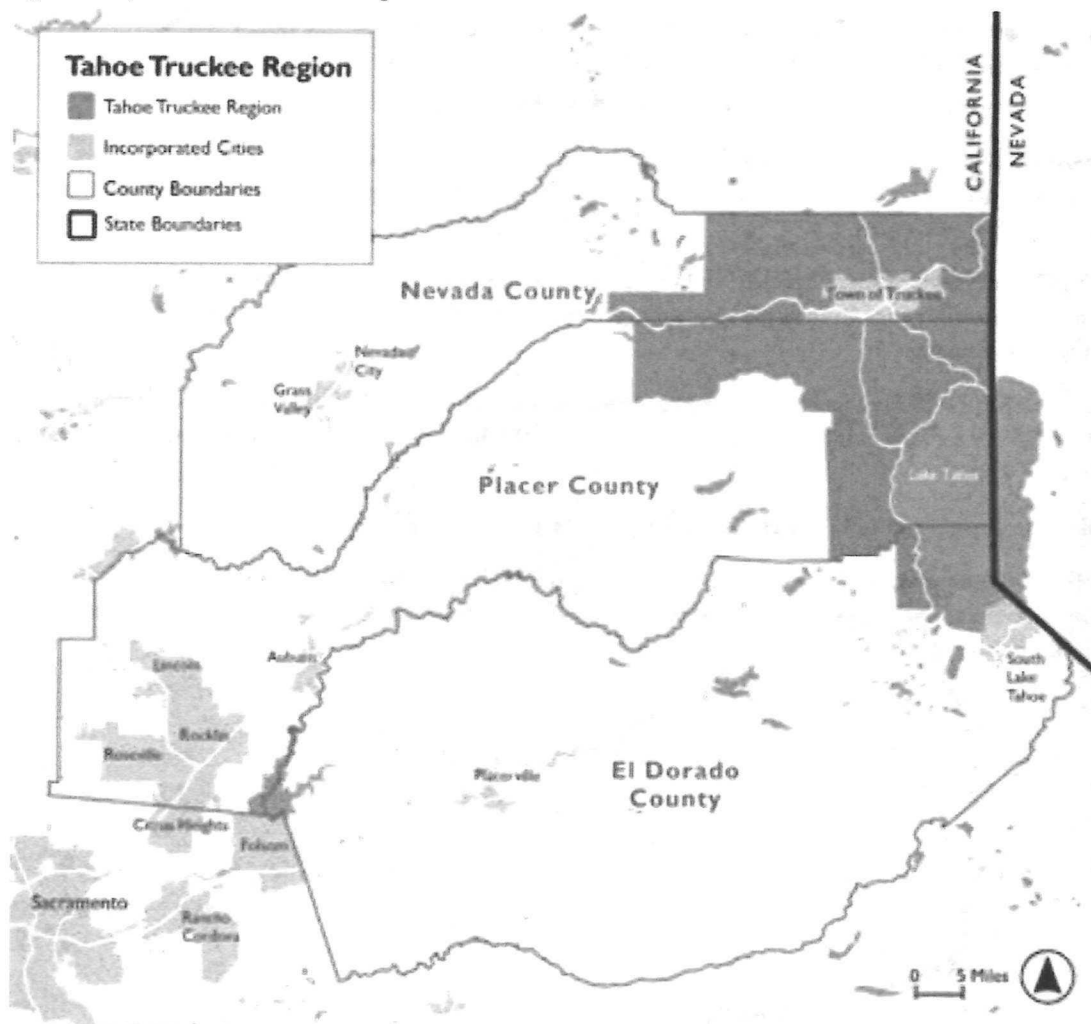 Tahoe Truckee Region
Tahoe Truckee Region
Incorporated Cities
County Boundaries
State Boundaries
CALIFORNIA
NEVADA
Nevada County
Town of Truckee
Nevada
City
Grass
Valley
Placer County
Lake Tahoe
Auburn
Lincoln
Rocklin
Roseville
South
Lake
Tahoe
Placerville
El Dorado
County
Citrus Heights
Folsom
Sacramento
Rancho
Cordova
0 5 Miles